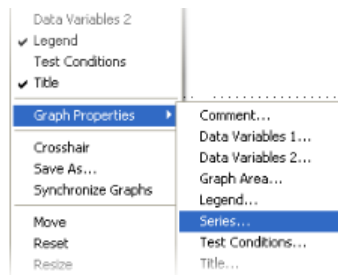 Data Variables 2
Legend
Test Conditions
Title
Graph Properties
Crosshair
Save As...
Synchronize Graphs
Move
Reset
Resize
Comment...
Data Variables 1...
Data Variables 2...
Graph Area...
Legend...
Series...
Test Conditions...
Title...